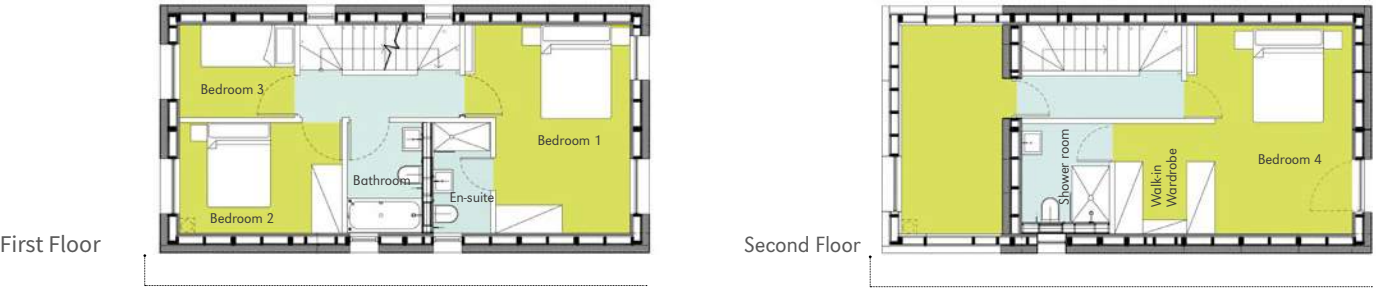 Bedroom 3
Bedroom 1
Bathroom
En-suite
Bedroom 2
First Floor
Shower room
Walk-in
Wardrobe
Bedroom 4
Second Floor